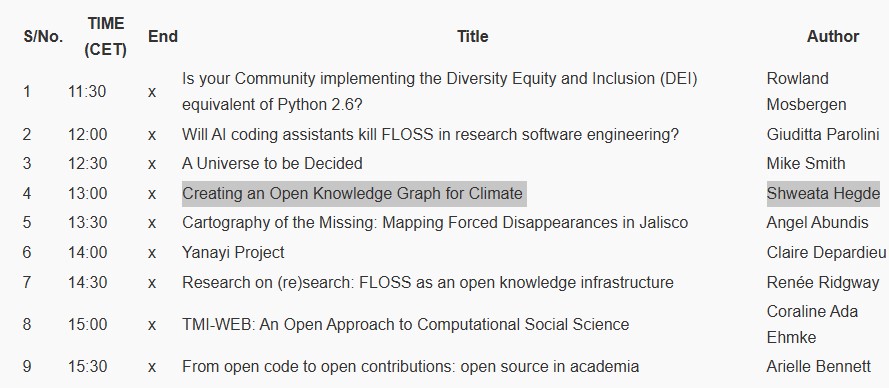 S/No. TIME (CET) End Title Author
1 11:30 x Is your Community implementing the Diversity Equity and Inclusion (DEI) equivalent of Python 2.6? Rowland Mosbergen
2 12:00 x Will AI coding assistants kill FLOSS in research software engineering? Giuditta Parolini
3 12:30 x A Universe to be Decided Mike Smith
4 13:00 x Creating an Open Knowledge Graph for Climate Shweata Hegde
5 13:30 x Cartography of the Missing: Mapping Forced Disappearances in Jalisco Angel Abundis
6 14:00 x Yanayi Project Claire Depardieu
7 14:30 x Research on (re)search: FLOSS as an open knowledge infrastructure Renée Ridgway
8 15:00 x TMI-WEB: An Open Approach to Computational Social Science Coraline Ada Ehmke
9 15:30 x From open code to open contributions: open source in academia Arielle Bennett